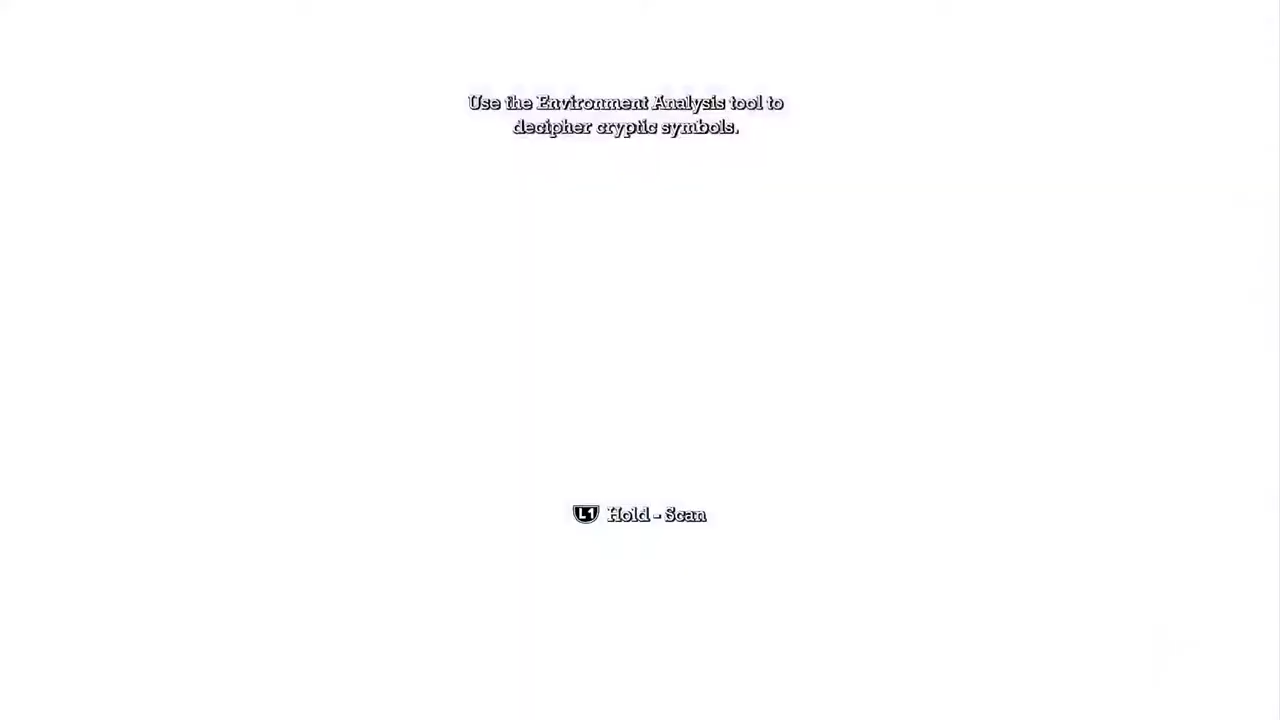 Use the Environment Analysis tool to
decipher cryptic symbols.
L1 Hold - Scan